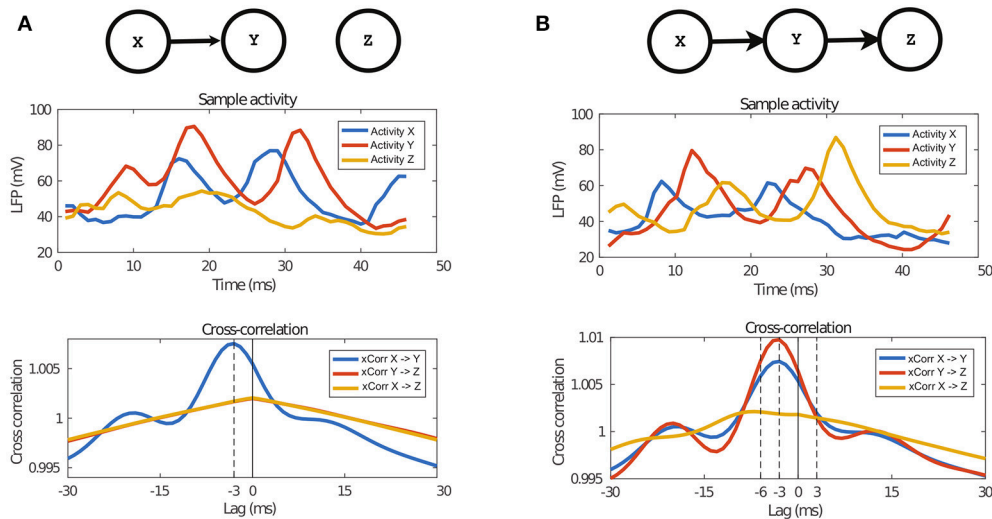 A
X
Y
Z
Sample activity
100
80
60
40
20
LFP (mV)
Activity X
Activity Y
Activity Z
0
10
20
30
40
50
Time (ms)
Cross-correlation
1.005
1
0.995
Cross correlation
xCorr X -> Y
xCorr Y -> Z
xCorr X -> Z
-30
-15
-3
0
15
30
Lag (ms)
B
X
Y
Z
Sample activity
100
80
60
40
20
LFP (mV)
Activity X
Activity Y
Activity Z
0
10
20
30
40
50
Time (ms)
Cross-correlation
1.01
1.005
1
0.995
Cross correlation
xCorr X -> Y
xCorr Y -> Z
xCorr X -> Z
-30
-15
-6
-3
0
3
15
30
Lag (ms)